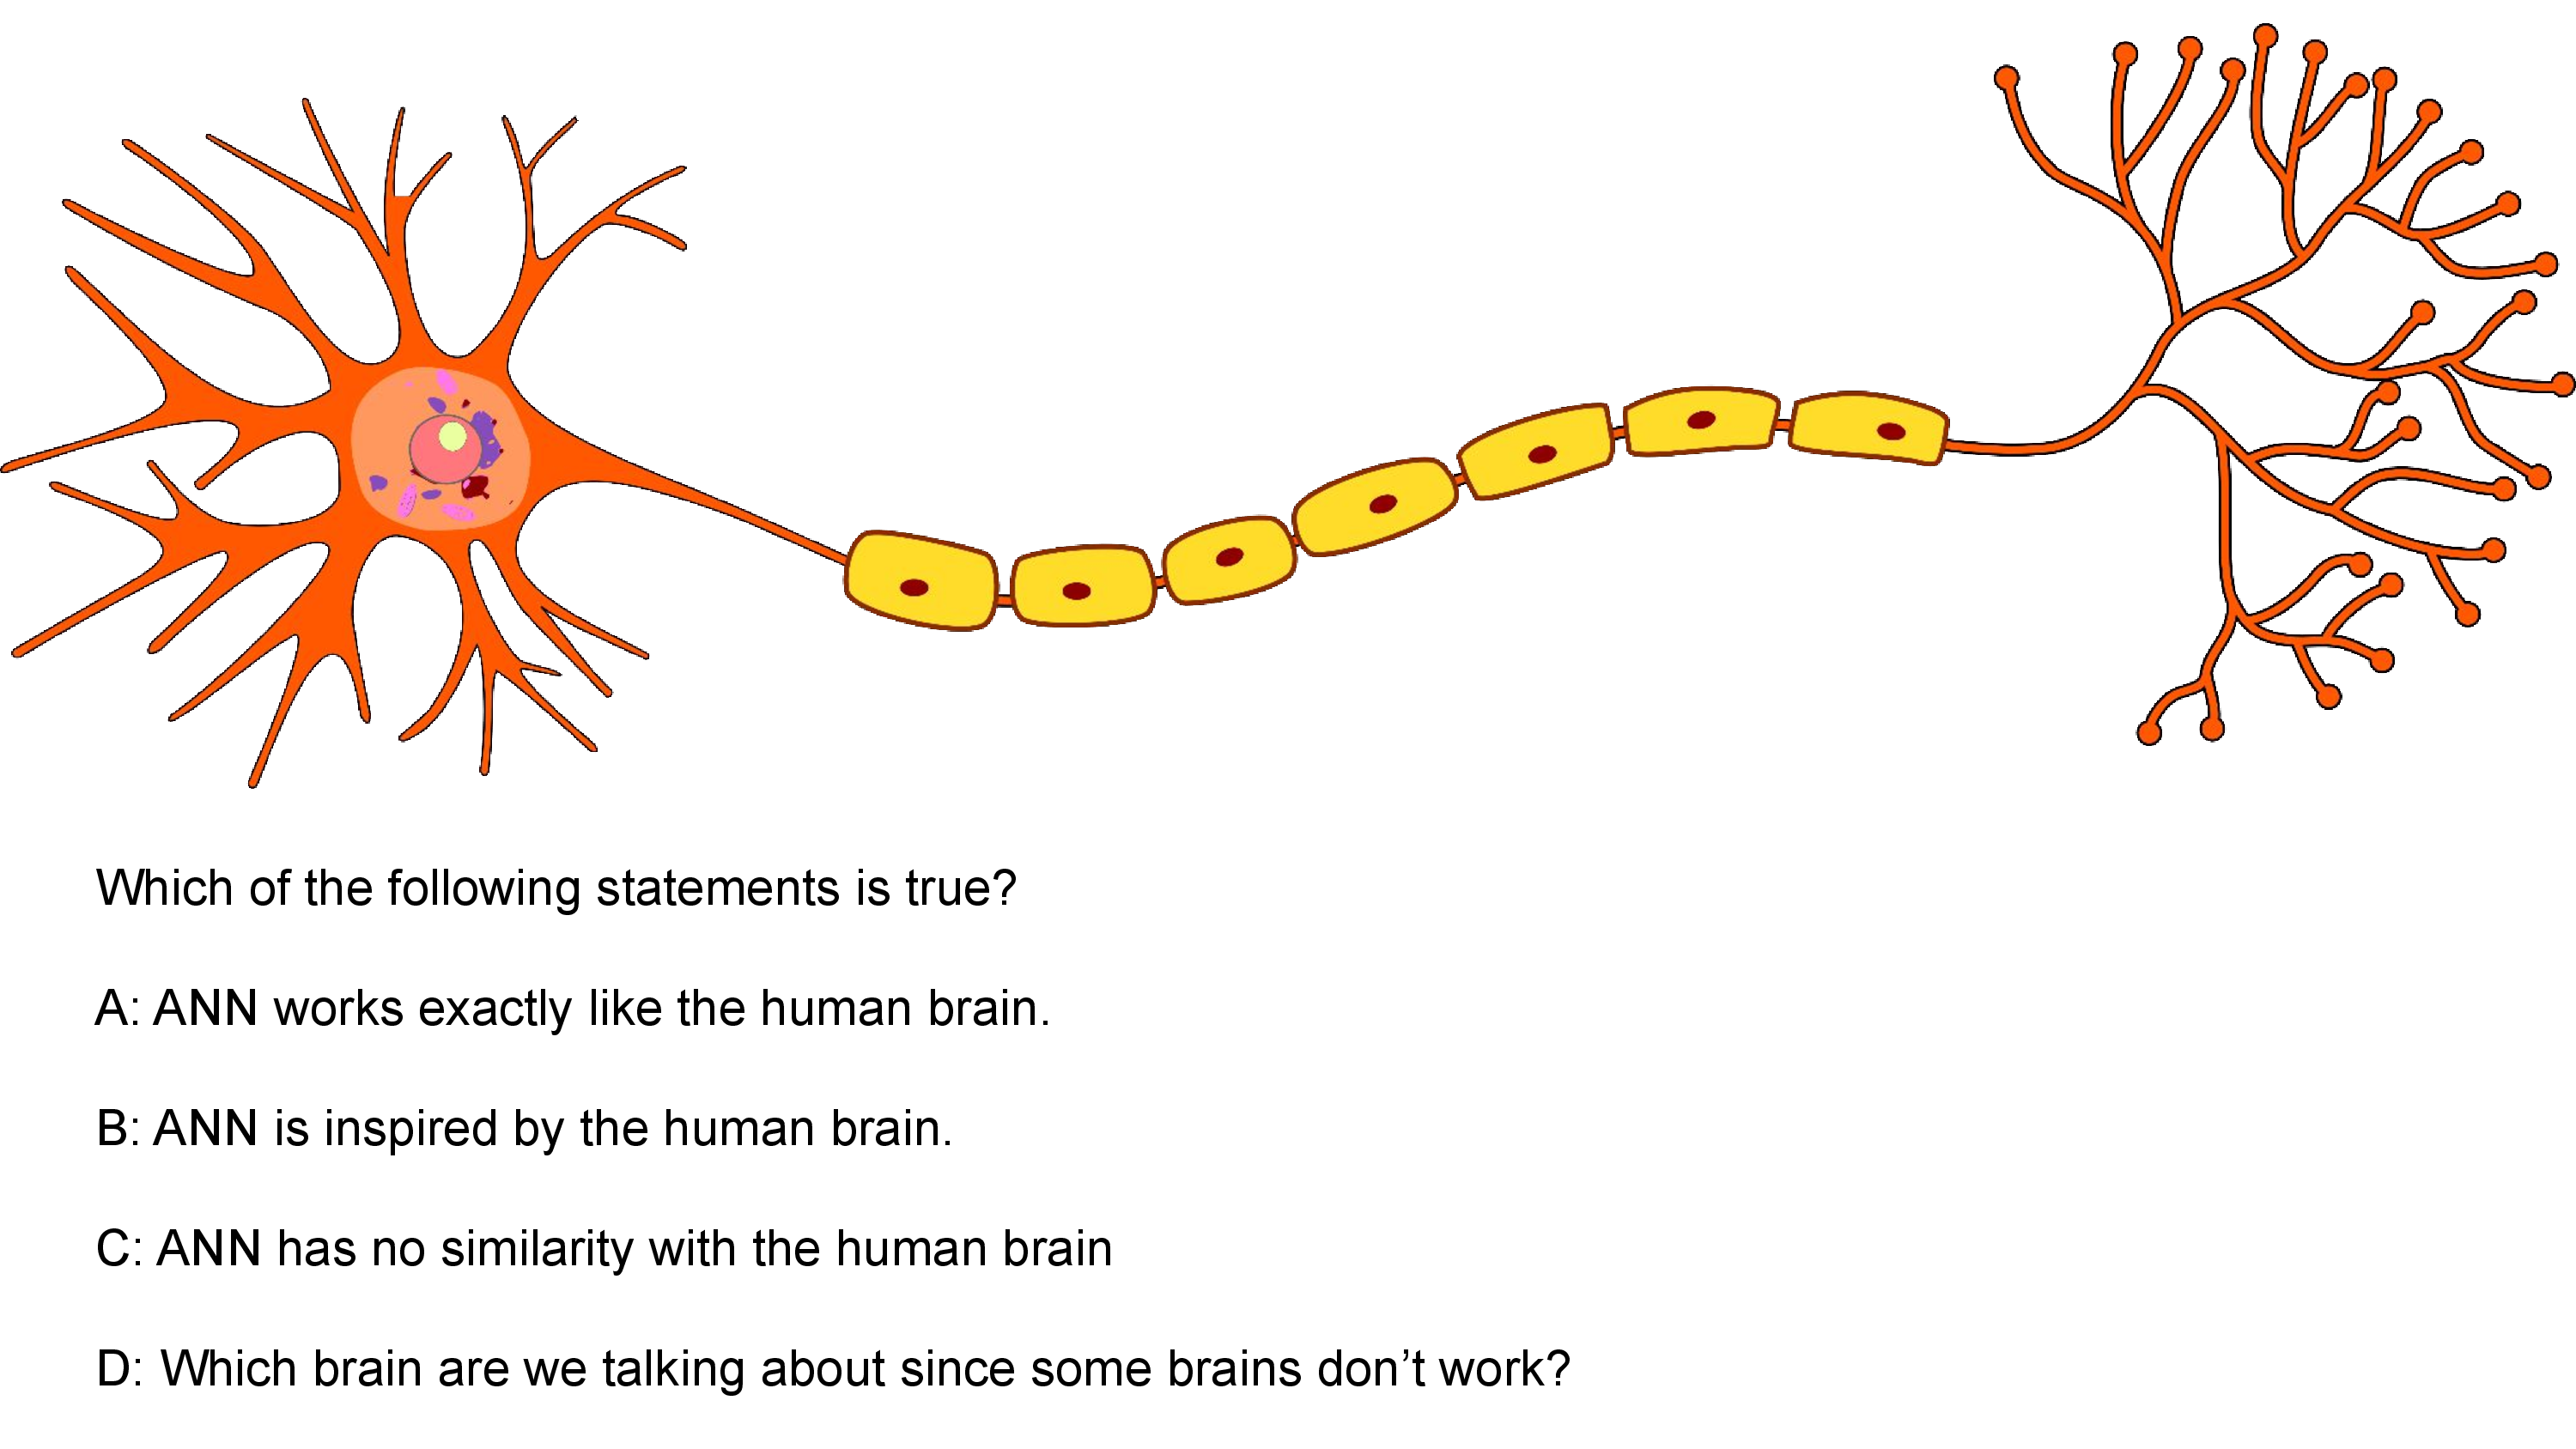 Which of the following statements is true?
A: ANN works exactly like the human brain.
B: ANN is inspired by the human brain.
C: ANN has no similarity with the human brain
D: Which brain are we talking about since some brains don’t work?